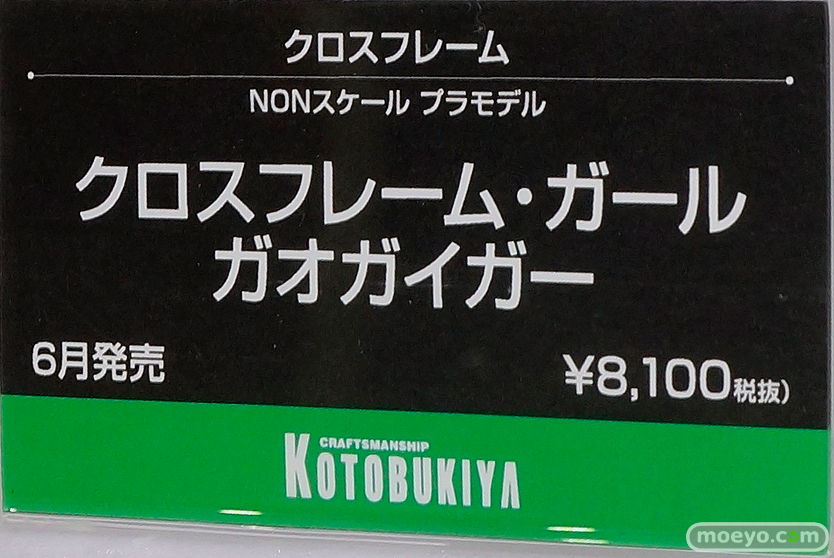 クロスフレーム
NONスケール プラモデル
クロスフレーム・ガール
ガオガイガー
6月発売
¥8,100税抜)
CRAFTSMANSHIP
KOTOBUKIYA
moeyo.com